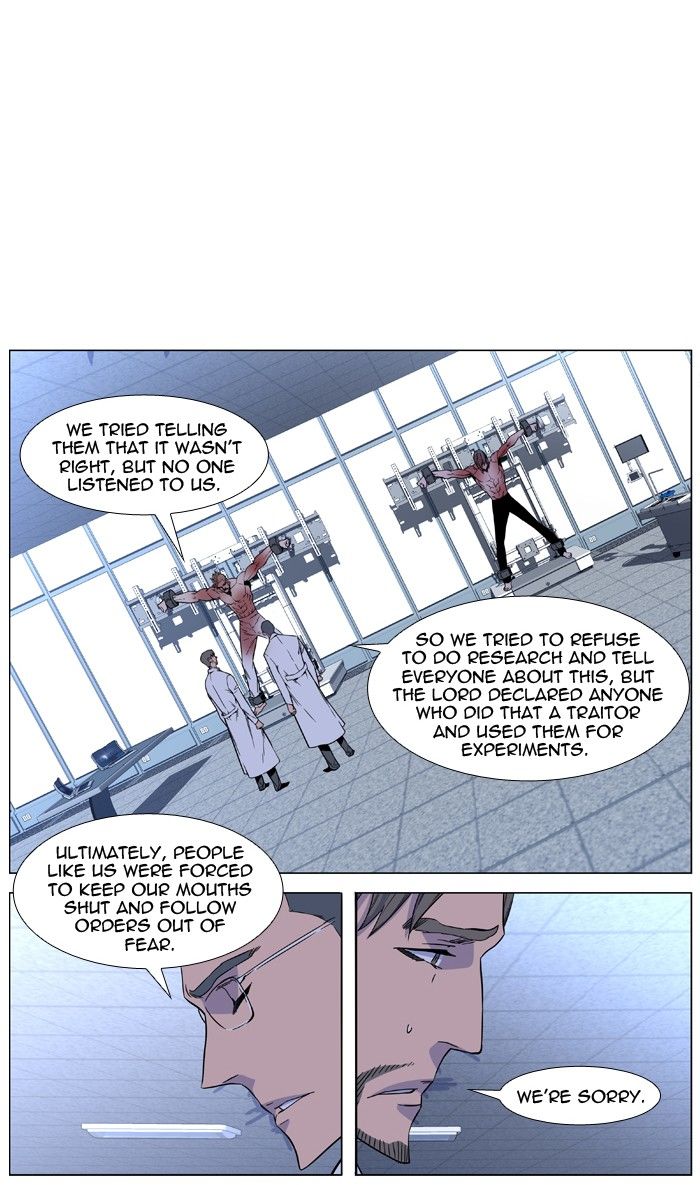 WE TRIED TELLING
THEM THAT IT WASN'T
RIGHT, BUT NO ONE
LISTENED TO US.
SO WE TRIED TO REFUSE
TO DO RESEARCH AND TELL
EVERYONE ABOUT THIS, BUT
THE LORD DECLARED ANYONE
WHO DID THAT A TRAITOR
AND USED THEM FOR
EXPERIMENTS.
ULTIMATELY, PEOPLE
LIKE US WERE FORCED
TO KEEP OUR MOUTHS
SHUT AND FOLLOW
ORDERS OUT OF
FEAR.
WE'RE SORRY.